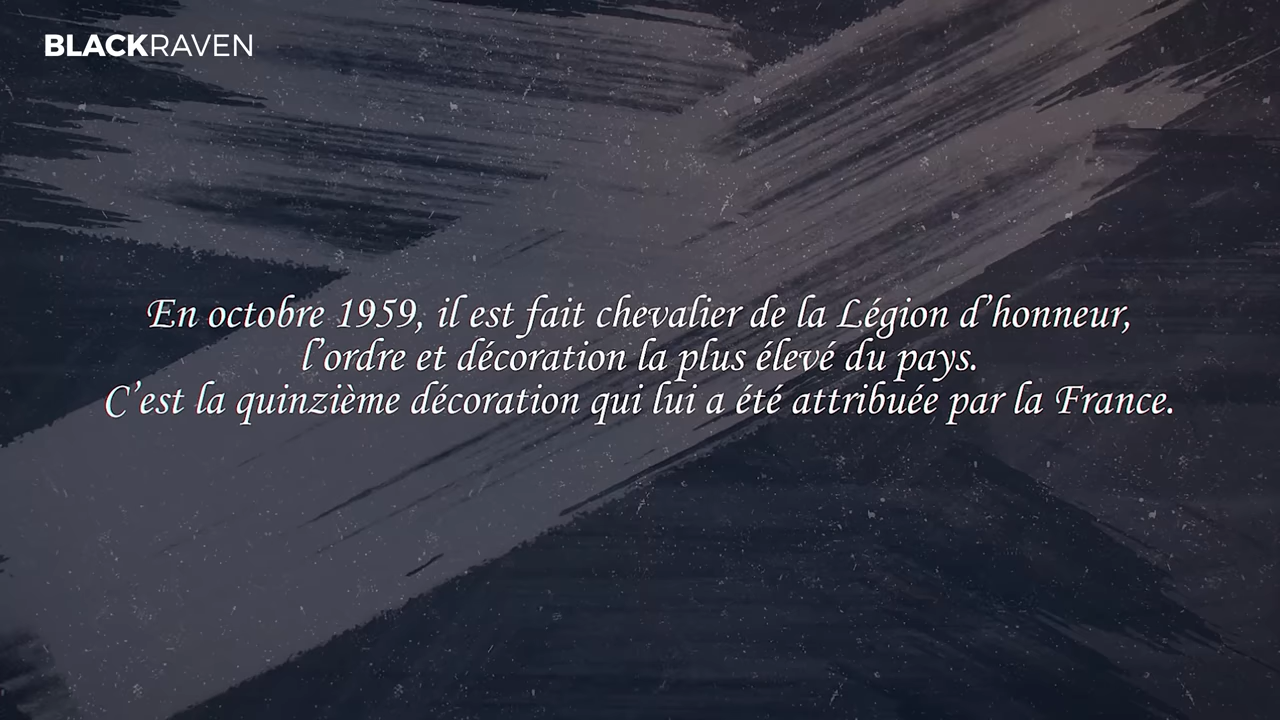 BLACKRAVEN
En octobre 1959, il est fait chevalier de la Légion d’honneur,
l’ordre et décoration la plus élevé du pays.
C’est la quinzième décoration qui lui a été attribuée par la France.